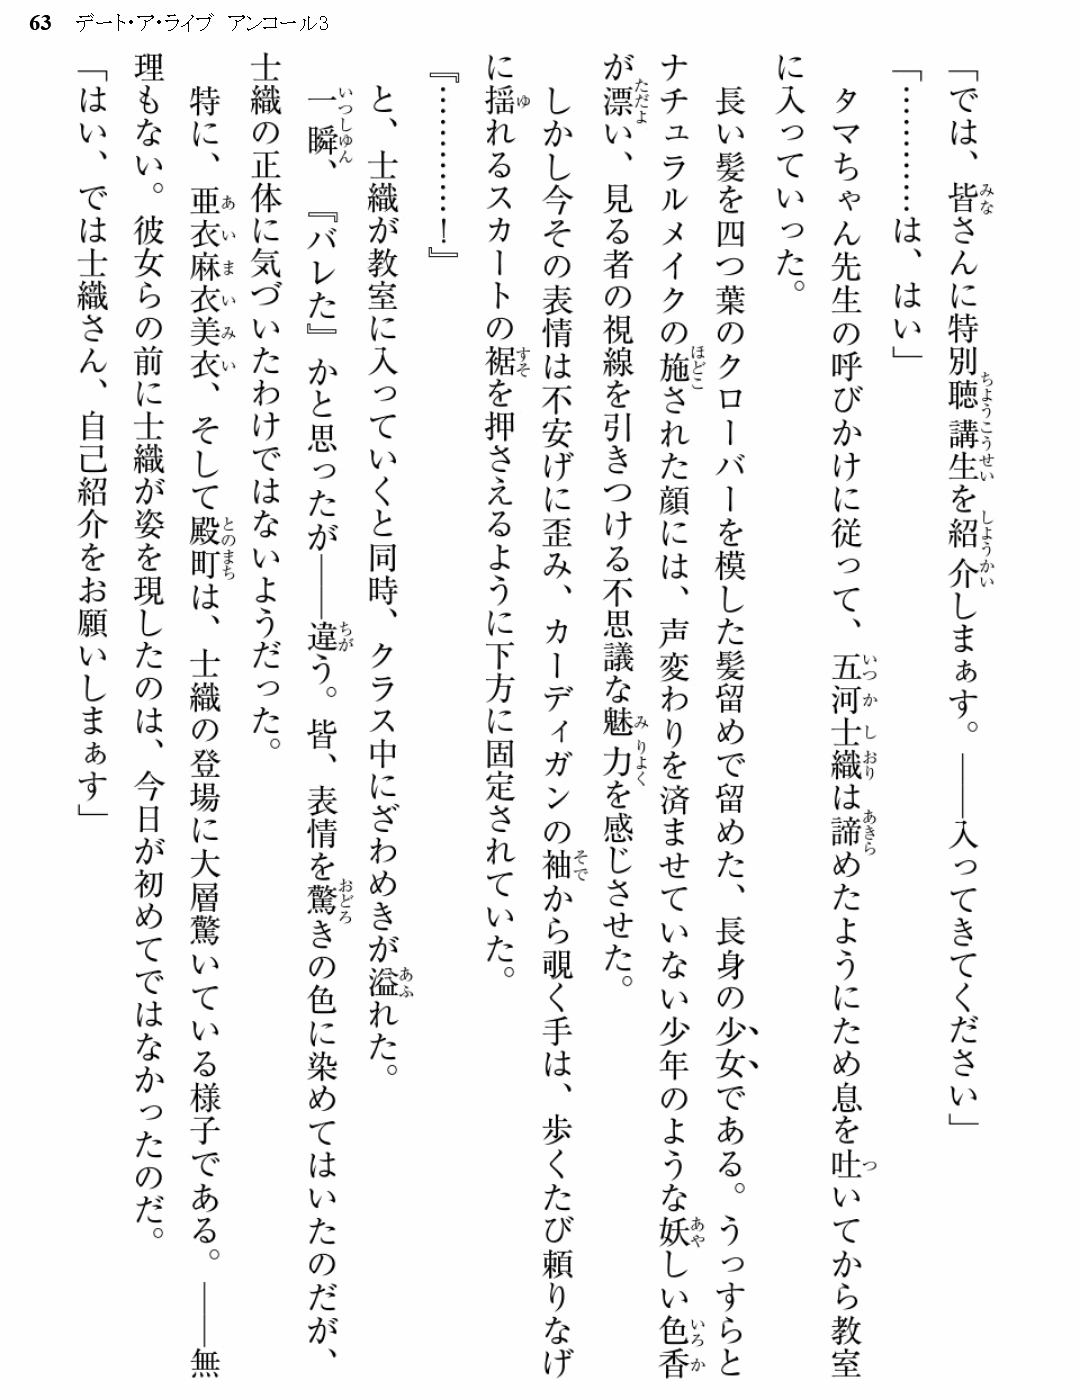 63 デート・ア・ライブ アンコール3
「では、皆さんに特別聴講生を紹介しまぁす。――入ってきてください」
「…………は、はい」
タマちゃん先生の呼びかけに従って、五河士織は諦めたようにため息を吐いてから教室
に入っていった。
長い髪を四つ葉のクローバーを模した髪留めで留めた、長身の少女である。うっすらと
ナチュラルメイクの施された顔には、声変わりを済ませていない少年のような妖しい色香
が漂い、見る者の視線を引きつける不思議な魅力を感じさせた。
しかし今その表情は不安げに歪み、カーディガンの袖から覗く手は、歩くたび頼りなげ
に揺れるスカートの裾を押さえるように下方に固定されていた。
『…………！』
と、士織が教室に入っていくと同時、クラス中にざわめきが溢れた。
一瞬、『バレた』かと思ったが――違う。皆、表情を驚きの色に染めてはいたのだが、
士織の正体に気づいたわけではないようだった。
特に、亜衣麻衣美衣、そして殿町は、士織の登場に大層驚いている様子である。――無
理もない。彼女らの前に士織が姿を現したのは、今日が初めてではなかったのだ。
「はい、では士織さん、自己紹介をお願いしまぁす」